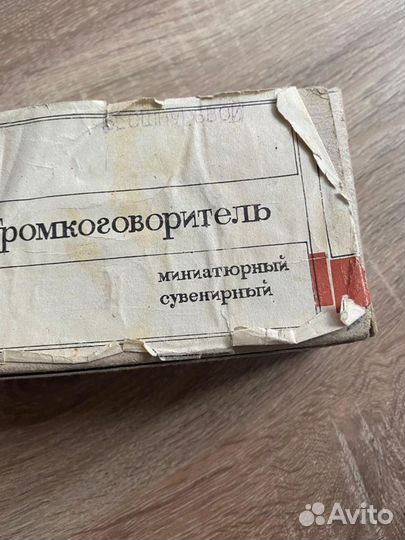 Громкоговоритель
миниатюрный
сувенирный
Avito